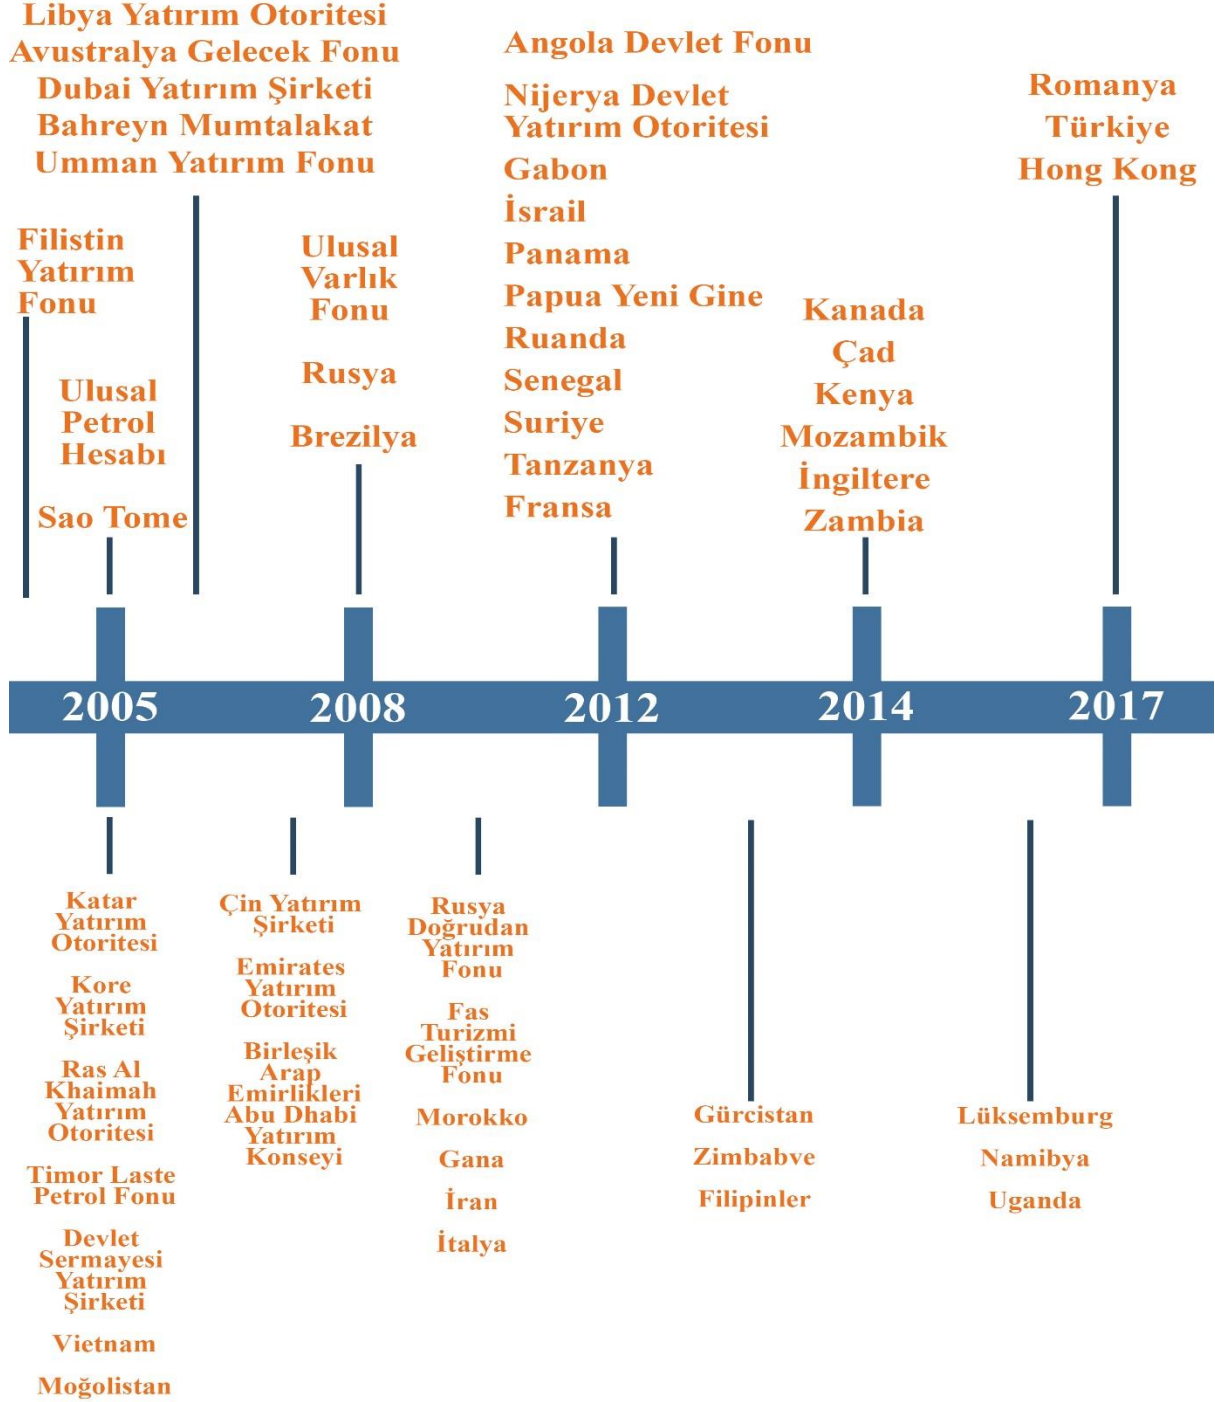 Libya Yatırım Otoritesi
Avustralya Gelecek Fonu
Dubai Yatırım Şirketi
Bahreyn Mumtalakat
Umman Yatırım Fonu
Filistin
Yatırım
Fonu
Ulusal
Petrol
Hesabı
Sao Tome
Ulusal
Varlık
Fonu
Rusya
Brezilya
Angola Devlet Fonu
Nijerya Devlet
Yatırım Otoritesi
Gabon
İsrail
Panama
Papua Yeni Gine
Ruanda
Senegal
Suriye
Tanzanya
Fransa
Kanada
Çad
Kenya
Mozambik
İngiltere
Zambia
Romanya
Türkiye
Hong Kong
2005
2008
2012
2014
2017
Katar
Yatırım
Otoritesi
Kore
Yatırım
Şirketi
Ras Al
Khaimah
Yatırım
Otoritesi
Timor Laste
Petrol Fonu
Devlet
Sermayesi
Yatırım
Şirketi
Vietnam
Moğolistan
Çin Yatırım
Şirketi
Emirates
Yatırım
Otoritesi
Birleşik
Arap
Emirlikleri
Abu Dhabi
Yatırım
Konseyi
Rusya
Doğrudan
Yatırım
Fonu
Fas
Turizmi
Geliştirme
Fonu
Morokko
Gana
İran
İtalya
Gürcistan
Zimbabve
Filipinler
Lüksemburg
Namibya
Uganda